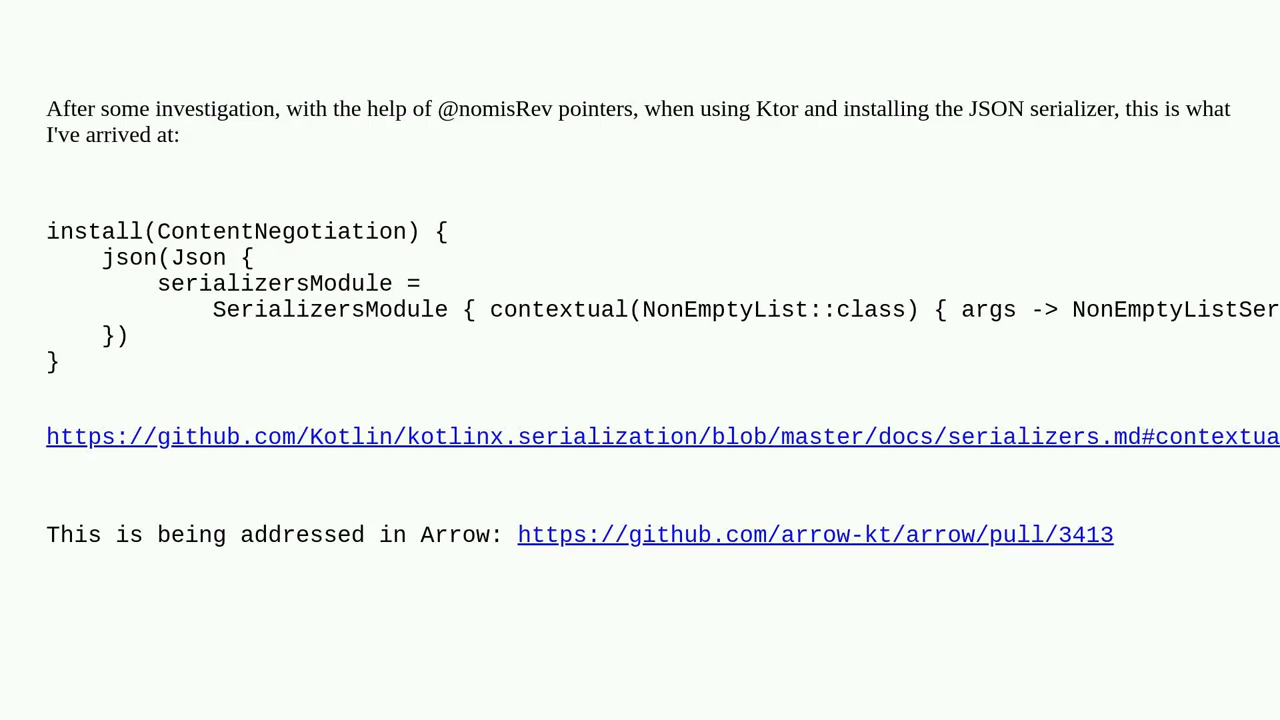 After some investigation, with the help of @nomisRev pointers, when using Ktor and installing the JSON serializer, this is what
I've arrived at:
install(ContentNegotiation) {
    json(Json {
        serializersModule =
            SerializersModule { contextual(NonEmptyList::class) { args -> NonEmptyListSer
    })
}
https://github.com/Kotlin/kotlinx.serialization/blob/master/docs/serializers.md#contextua
This is being addressed in Arrow: https://github.com/arrow-kt/arrow/pull/3413